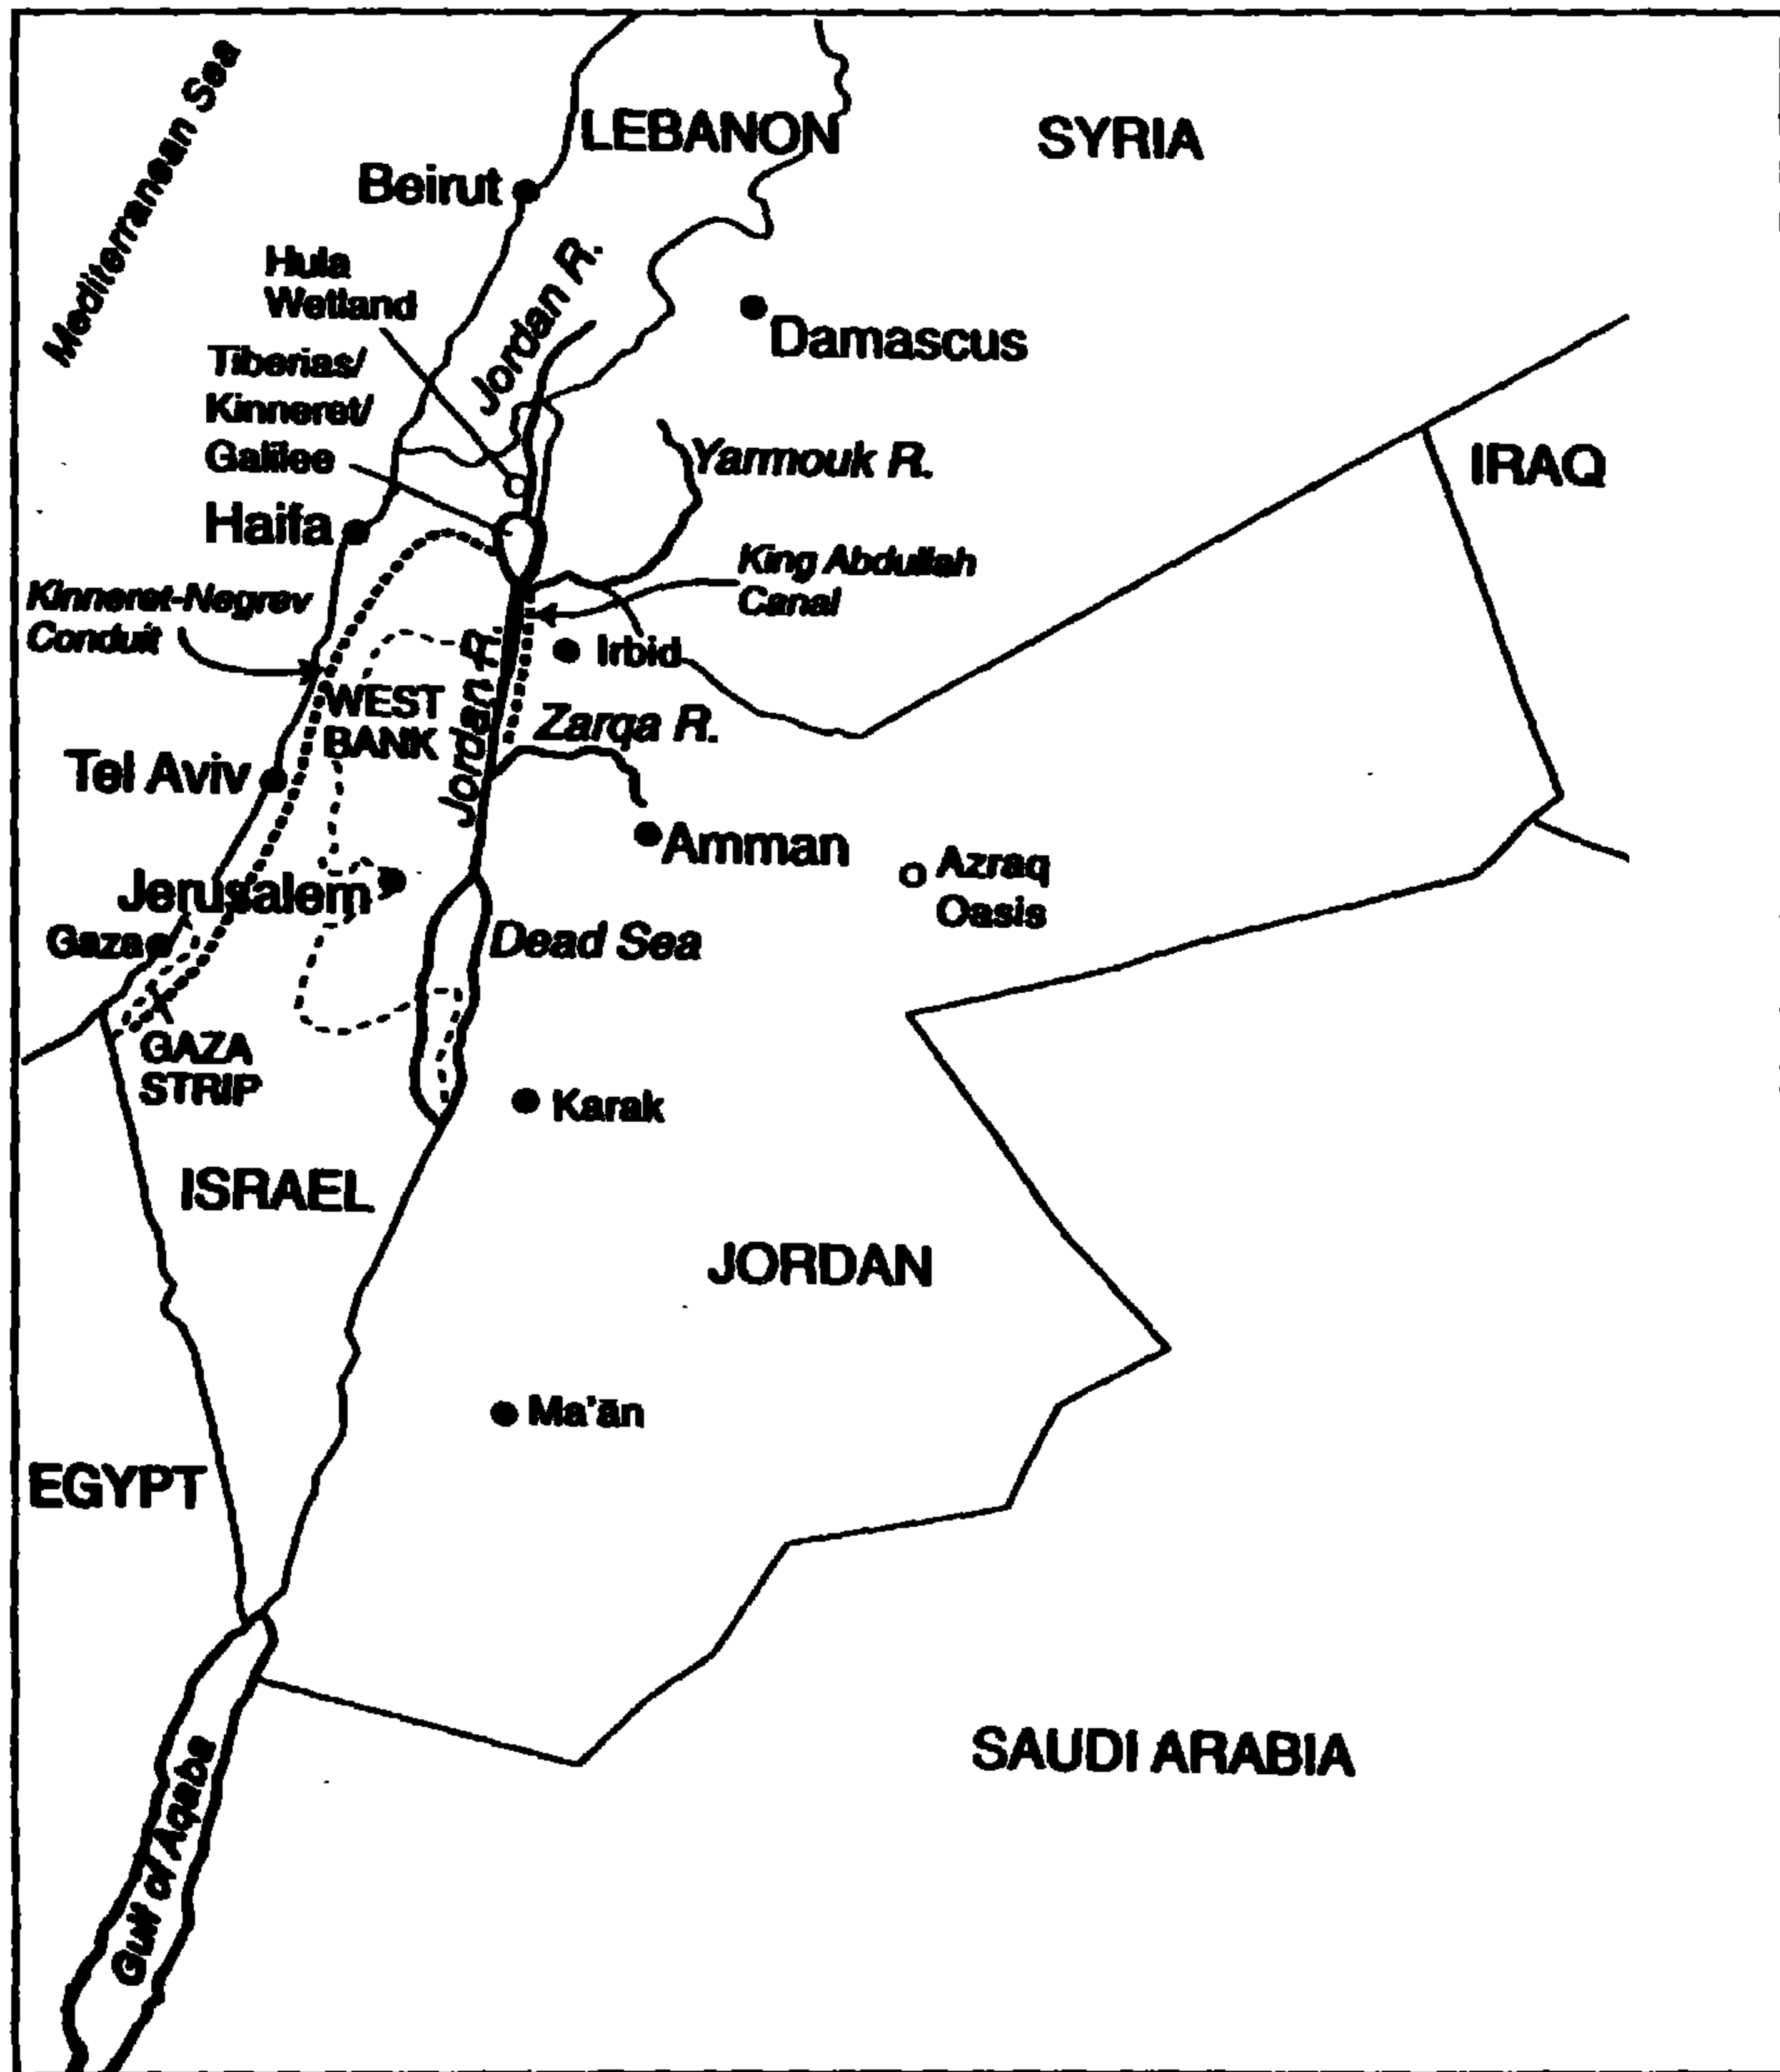 Mediterranean Sea
LEBANON
SYRIA
Beirut
Hula
Wetland
Jordan R.
Damascus
Tiberias/
Kinneret/
Galilee
Yarmouk R.
IRAQ
Haifa
King Abdullah
Canal
Kinneret-Negrev
Conduit
Irbid
Jordan R.
WEST
BANK
Zarqa R.
Tel Aviv
Amman
Azraq
Oasis
Jerusalem
Gaza
Dead Sea
GAZA
STRIP
Karak
ISRAEL
JORDAN
Ma'ān
EGYPT
SAUDI ARABIA
Gulf of Aqaba